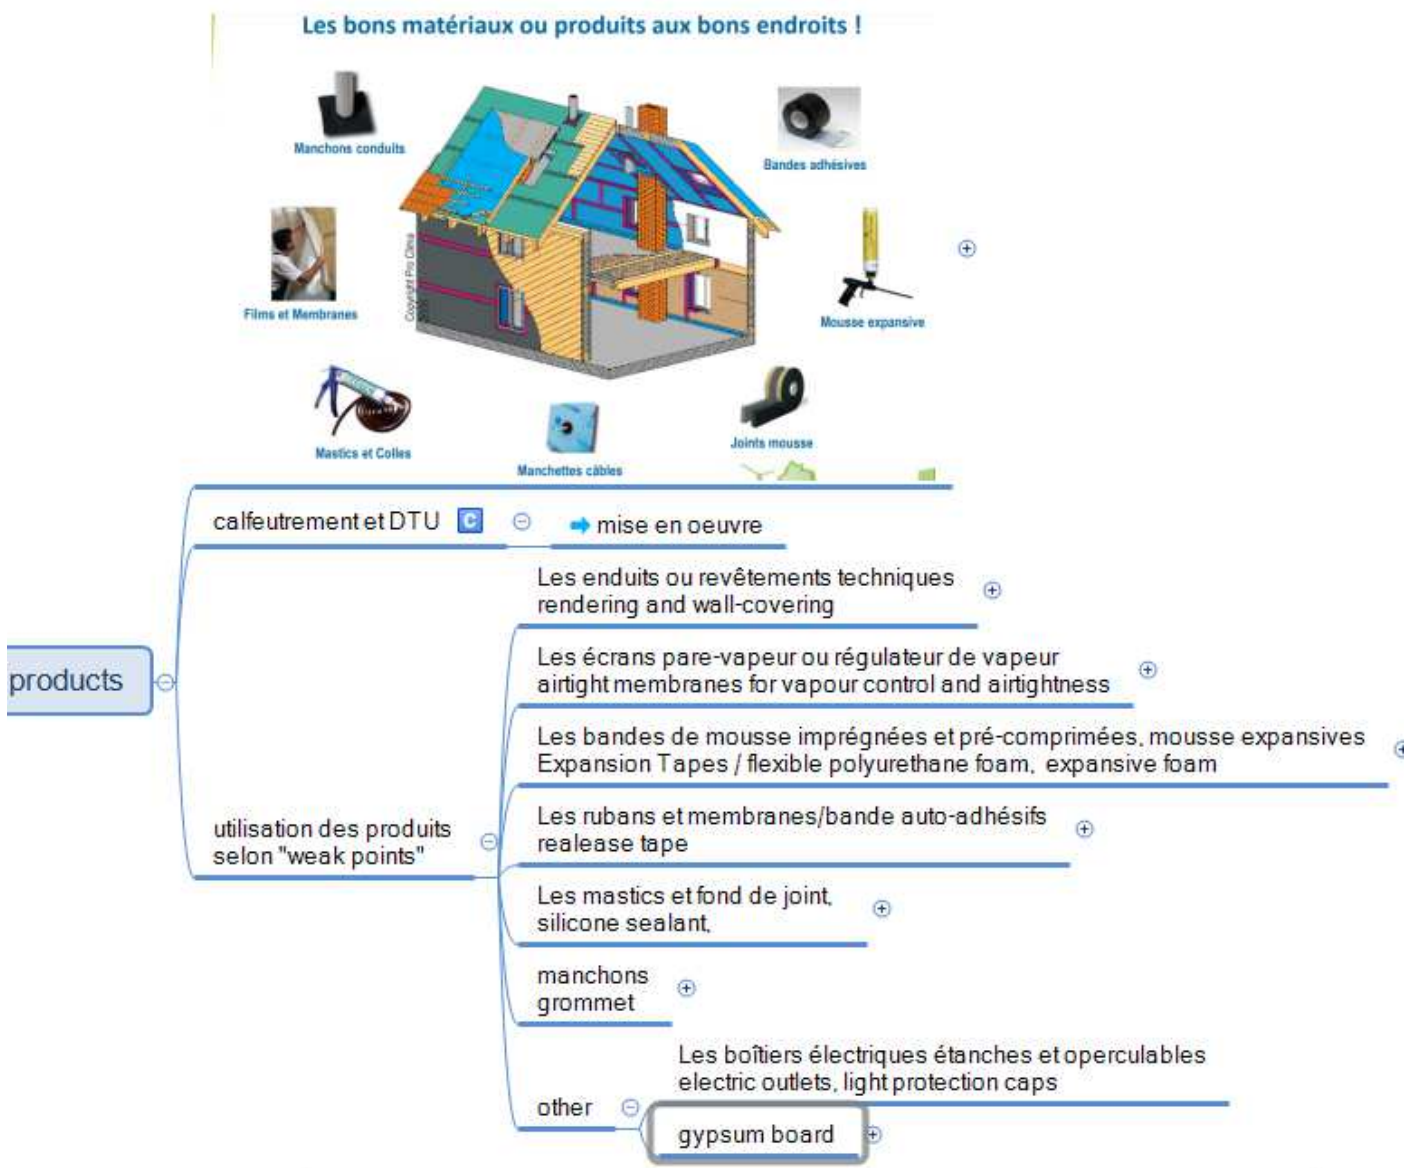 Les bons matériaux ou produits aux bons endroits !
Manchons conduits
Bandes adhésives
Films et Membranes
Copyright Pro Clima
Mousse expansive
Mastics et Colles
Manchettes câbles
Joints mousse
calfeutrement et DTU C
mise en oeuvre
products
utilisation des produits
selon "weak points"
Les enduits ou revêtements techniques
rendering and wall-covering
Les écrans pare-vapeur ou régulateur de vapeur
airtight membranes for vapour control and airtightness
Les bandes de mousse imprégnées et pré-comprimées, mousse expansives
Expansion Tapes / flexible polyurethane foam, expansive foam
Les rubans et membranes/bande auto-adhésifs
realease tape
Les mastics et fond de joint,
silicone sealant,
manchons
grommet
other
Les boîtiers électriques étanches et operculables
electric outlets, light protection caps
gypsum board